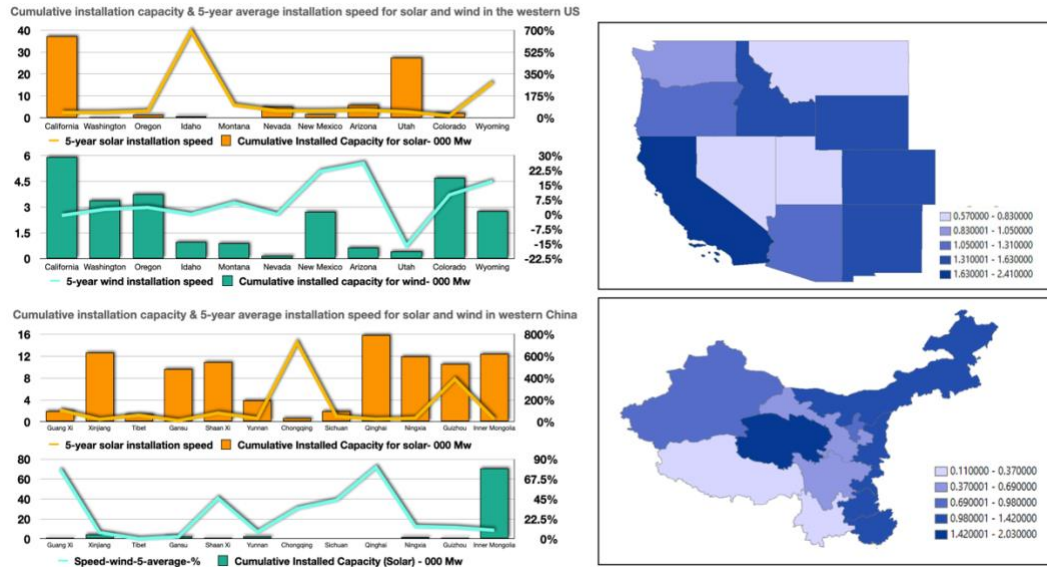 Cumulative installation capacity & 5-year average installation speed for solar and wind in the western US
40 700%
30 525%
20 350%
10 175%
0 0%
California Washington Oregon Idaho Montana Nevada New Mexico Arizona Utah Colorado Wyoming
5-year solar installation speed Cumulative Installed Capacity for solar- 000 Mw
6 30%
22.5%
4.5 15%
7.5%
3 0%
-7.5%
1.5 -15%
0 -22.5%
California Washington Oregon Idaho Montana Nevada New Mexico Arizona Utah Colorado Wyoming
5-year wind installation speed Cumulative installed capacity for wind- 000 Mw
0.570000 - 0.830000
0.830001 - 1.050000
1.050001 - 1.310000
1.310001 - 1.630000
1.630001 - 2.410000
Cumulative installation capacity & 5-year average installation speed for solar and wind in western China
16 800%
12 600%
8 400%
4 200%
0 0%
Guang Xi Xinjiang Tibet Gansu Shaan Xi Yunnan Chongqing Sichuan Qinghai Ningxia Guizhou Inner Mongolia
5-year solar installation speed Cumulative Installed Capacity for solar- 000 Mw
80 90%
60 67.5%
40 45%
20 22.5%
0 0%
Guang Xi Xinjiang Tibet Gansu Shaan Xi Yunnan Chongqing Sichuan Qinghai Ningxia Guizhou Inner Mongolia
Speed-wind-5-average-% Cumulative Installed Capacity (Solar) - 000 Mw
0.110000 - 0.370000
0.370001 - 0.690000
0.690001 - 0.980000
0.980001 - 1.420000
1.420001 - 2.030000